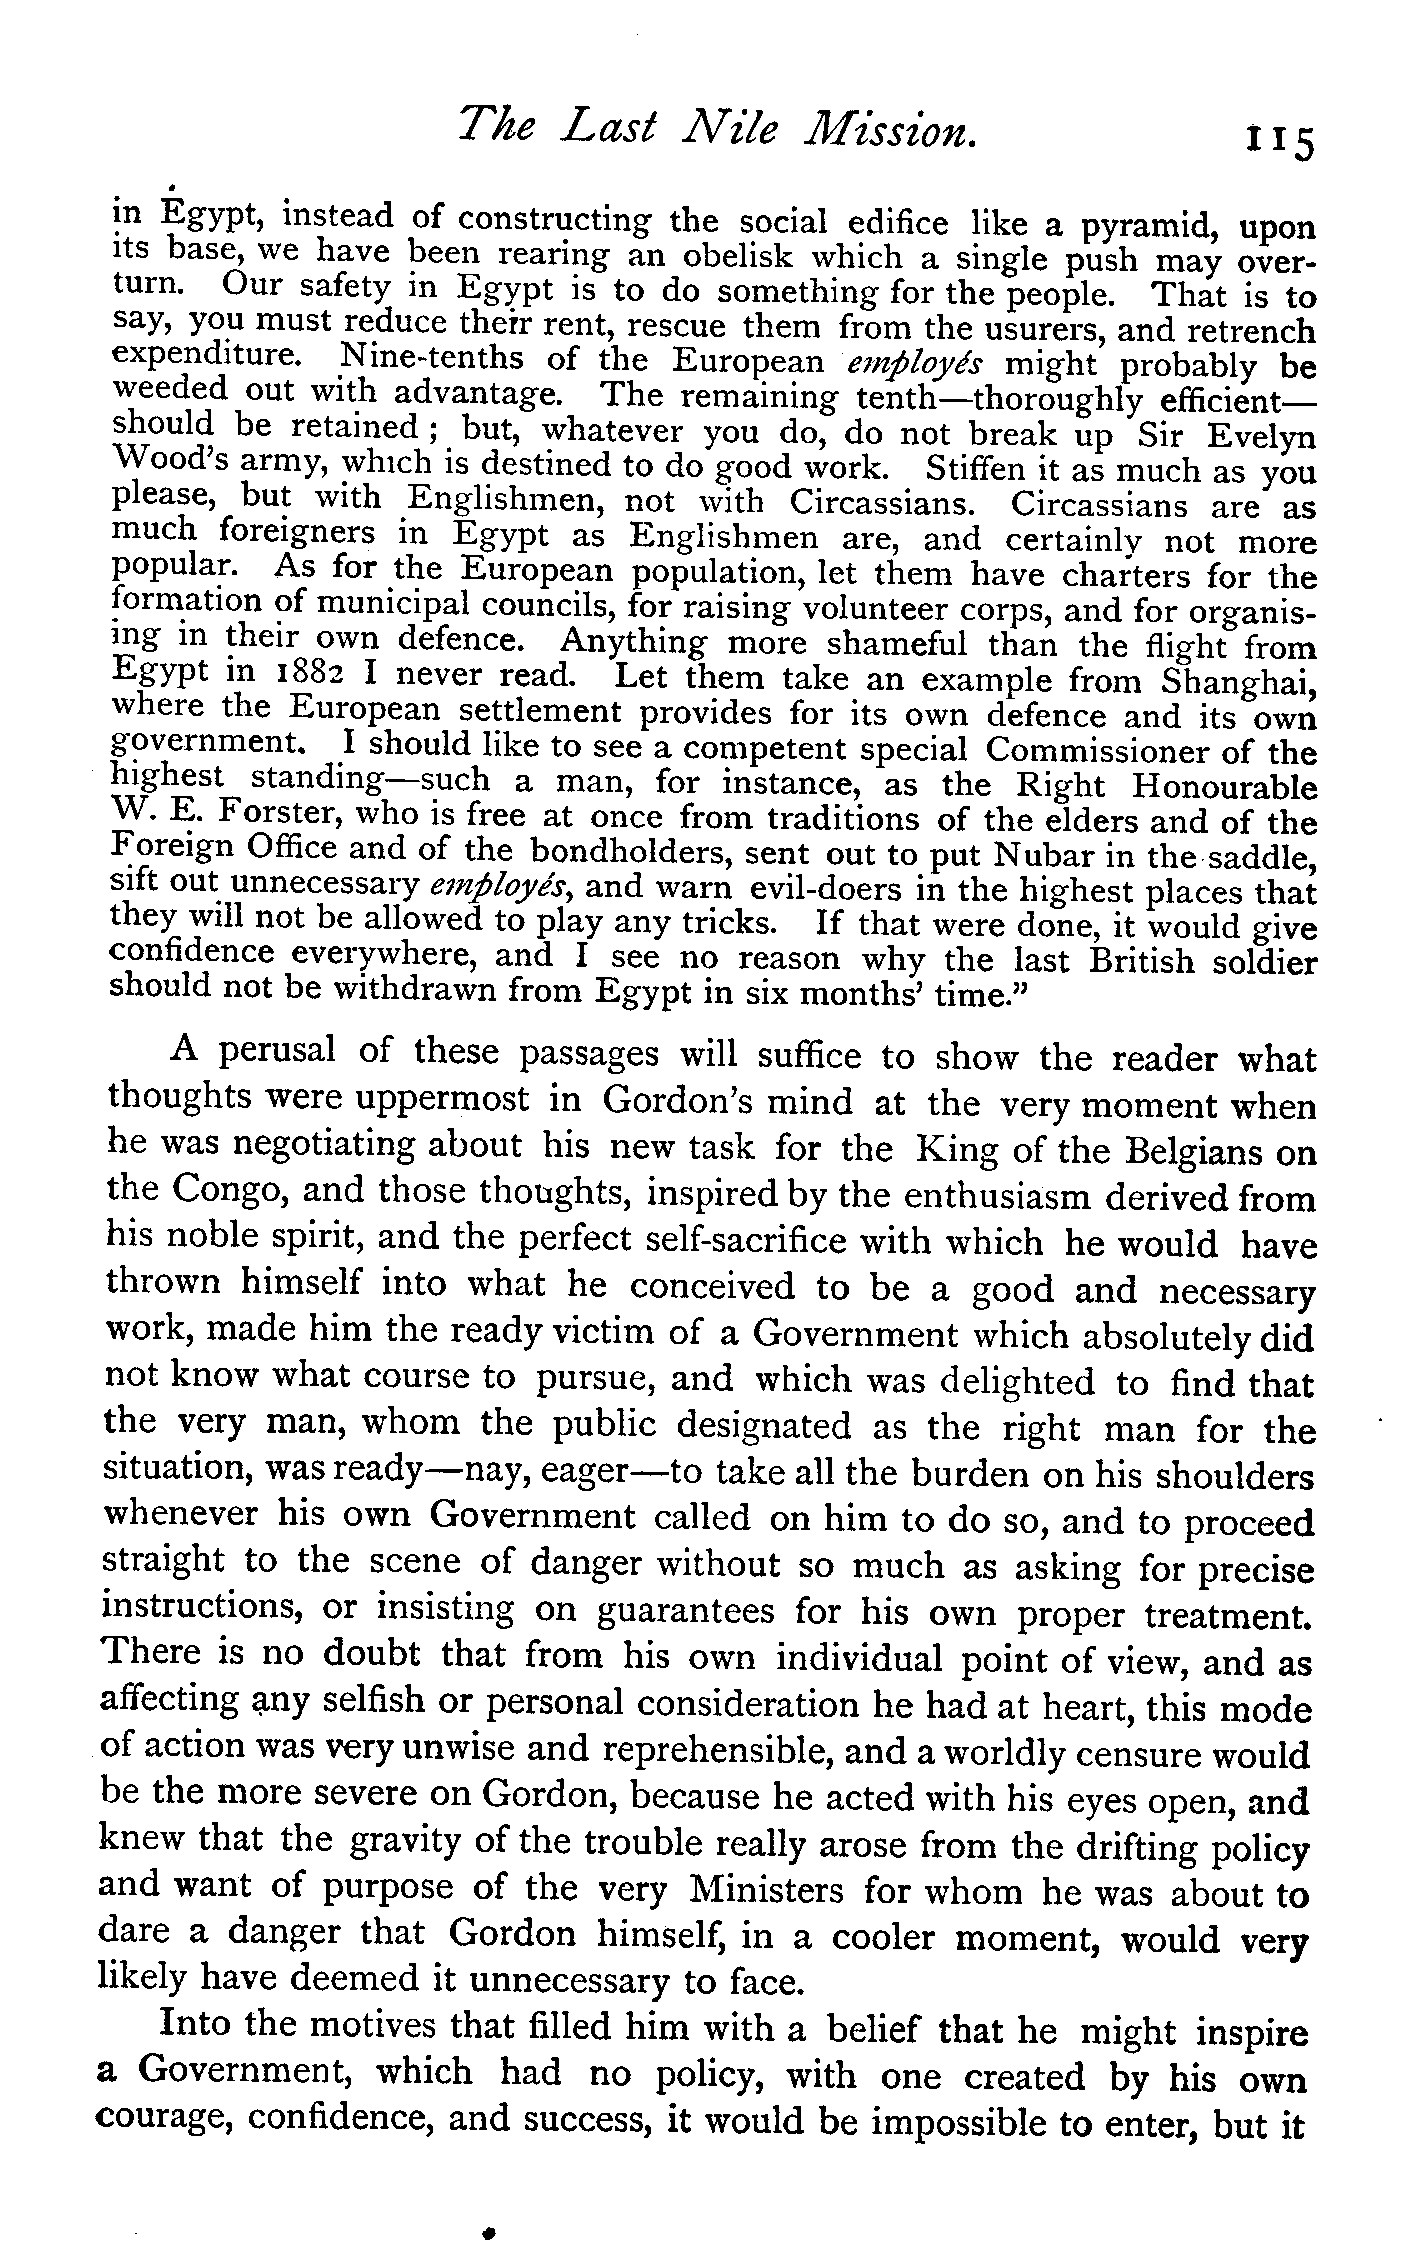 The Last Nile Mission. 115
in Egypt, instead of constructing the social edifice like a pyramid, upon
its base, we have been rearing an obelisk which a single push may over-
turn. Our safety in Egypt is to do something for the people. That is to
say, you must reduce their rent, rescue them from the usurers, and retrench
expenditure. Nine-tenths of the European employés might probably be
weeded out with advantage. The remaining tenth—thoroughly efficient—
should be retained; but, whatever you do, do not break up Sir Evelyn
Wood's army, which is destined to do good work. Stiffen it as much as you
please, but with Englishmen, not with Circassians. Circassians are as
much foreigners in Egypt as Englishmen are, and certainly not more
popular. As for the European population, let them have charters for the
formation of municipal councils, for raising volunteer corps, and for organis-
ing in their own defence. Anything more shameful than the flight from
Egypt in 1882 I never read. Let them take an example from Shanghai,
where the European settlement provides for its own defence and its own
government. I should like to see a competent special Commissioner of the
highest standing—such a man, for instance, as the Right Honourable
W. E. Forster, who is free at once from traditions of the elders and of the
Foreign Office and of the bondholders, sent out to put Nubar in the saddle,
sift out unnecessary employés, and warn evil-doers in the highest places that
they will not be allowed to play any tricks. If that were done, it would give
confidence everywhere, and I see no reason why the last British soldier
should not be withdrawn from Egypt in six months' time."
A perusal of these passages will suffice to show the reader what
thoughts were uppermost in Gordon's mind at the very moment when
he was negotiating about his new task for the King of the Belgians on
the Congo, and those thoughts, inspired by the enthusiasm derived from
his noble spirit, and the perfect self-sacrifice with which he would have
thrown himself into what he conceived to be a good and necessary
work, made him the ready victim of a Government which absolutely did
not know what course to pursue, and which was delighted to find that
the very man, whom the public designated as the right man for the
situation, was ready—nay, eager—to take all the burden on his shoulders
whenever his own Government called on him to do so, and to proceed
straight to the scene of danger without so much as asking for precise
instructions, or insisting on guarantees for his own proper treatment.
There is no doubt that from his own individual point of view, and as
affecting any selfish or personal consideration he had at heart, this mode
of action was very unwise and reprehensible, and a worldly censure would
be the more severe on Gordon, because he acted with his eyes open, and
knew that the gravity of the trouble really arose from the drifting policy
and want of purpose of the very Ministers for whom he was about to
dare a danger that Gordon himself, in a cooler moment, would very
likely have deemed it unnecessary to face.
Into the motives that filled him with a belief that he might inspire
a Government, which had no policy, with one created by his own
courage, confidence, and success, it would be impossible to enter, but it